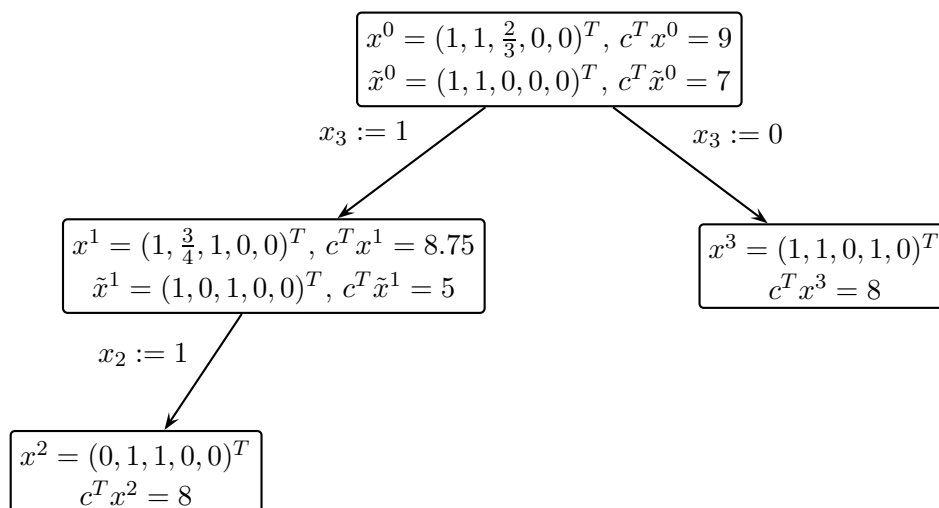 x^0 = (1, 1, 2/3, 0, 0)^T, c^T x^0 = 9
x̃^0 = (1, 1, 0, 0, 0)^T, c^T x̃^0 = 7
x_3 := 1
x_3 := 0
x^1 = (1, 3/4, 1, 0, 0)^T, c^T x^1 = 8.75
x̃^1 = (1, 0, 1, 0, 0)^T, c^T x̃^1 = 5
x^3 = (1, 1, 0, 1, 0)^T
c^T x^3 = 8
x_2 := 1
x^2 = (0, 1, 1, 0, 0)^T
c^T x^2 = 8